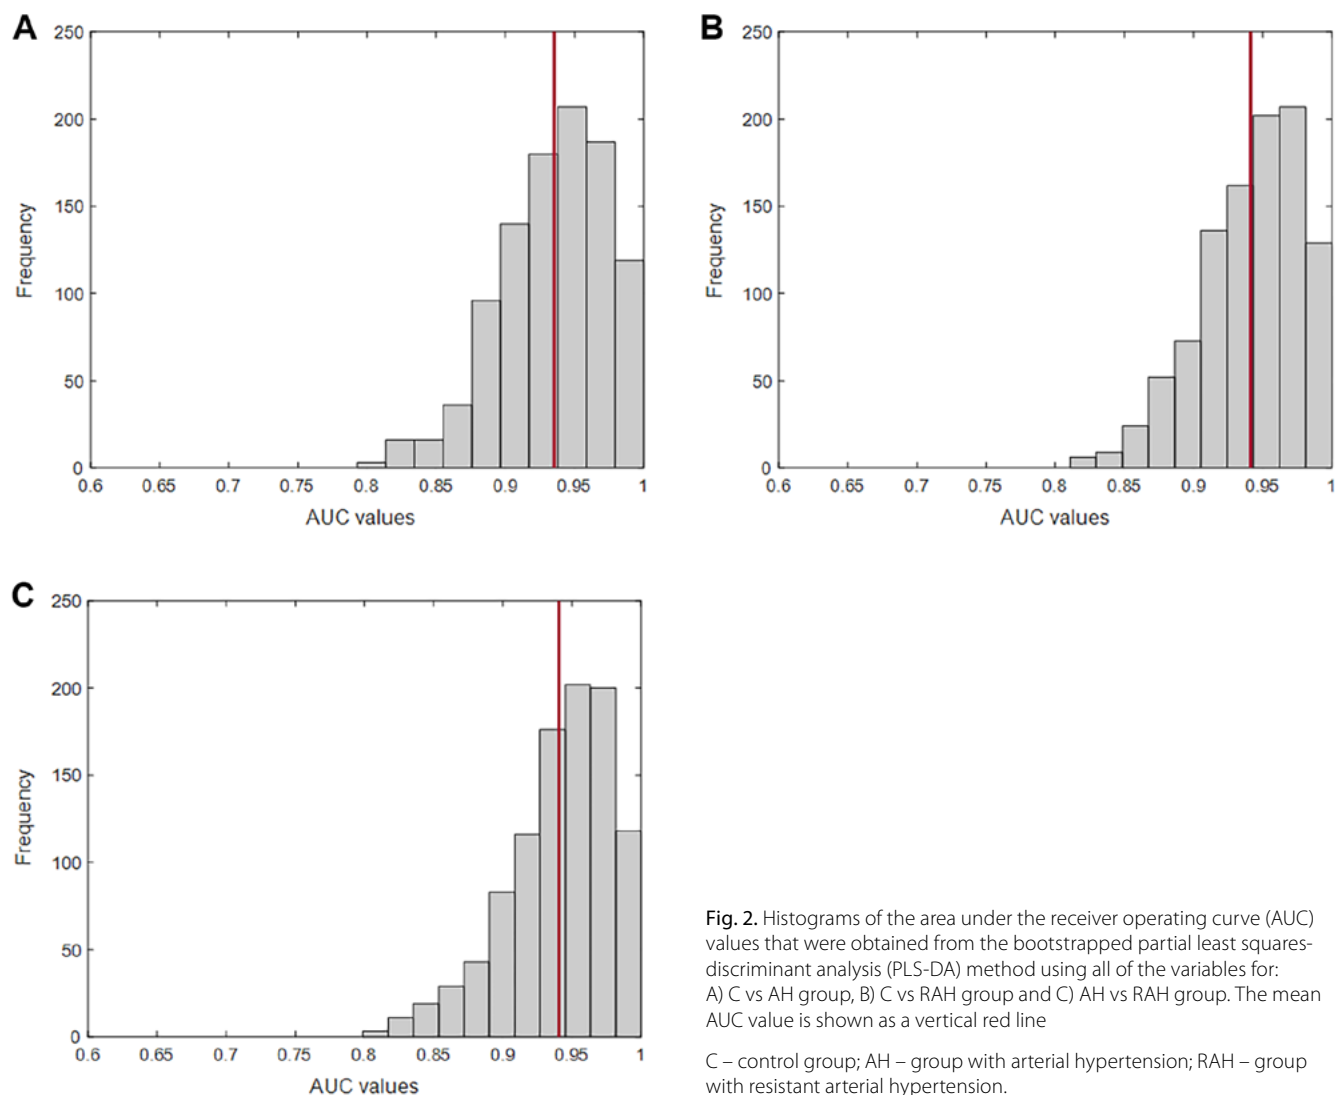 A
250
200
150
100
50
0
Frequency
0.6 0.65 0.7 0.75 0.8 0.85 0.9 0.95 1
AUC values
B
250
200
150
100
50
0
Frequency
0.6 0.65 0.7 0.75 0.8 0.85 0.9 0.95 1
AUC values
C
250
200
150
100
50
0
Frequency
0.6 0.65 0.7 0.75 0.8 0.85 0.9 0.95 1
AUC values
Fig. 2. Histograms of the area under the receiver operating curve (AUC)
values that were obtained from the bootstrapped partial least squares-
discriminant analysis (PLS-DA) method using all of the variables for:
A) C vs AH group, B) C vs RAH group and C) AH vs RAH group. The mean
AUC value is shown as a vertical red line
C – control group; AH – group with arterial hypertension; RAH – group
with resistant arterial hypertension.